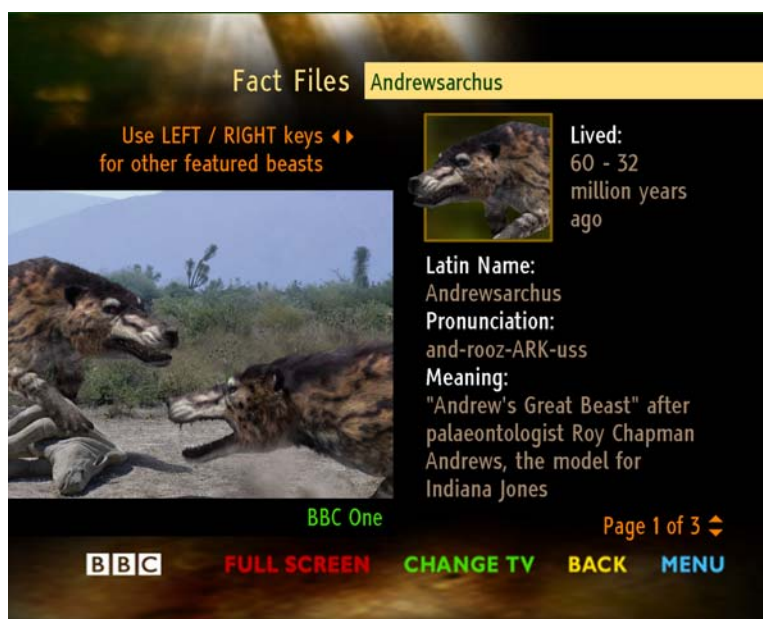 Fact Files Andrewsarchus
Use LEFT / RIGHT keys
for other featured beasts
Lived:
60 - 32
million years
ago
Latin Name:
Andrewsarchus
Pronunciation:
and-rooz-ARK-uss
Meaning:
"Andrew's Great Beast" after
palaeontologist Roy Chapman
Andrews, the model for
Indiana Jones
BBC One
Page 1 of 3
BBC FULL SCREEN CHANGE TV BACK MENU